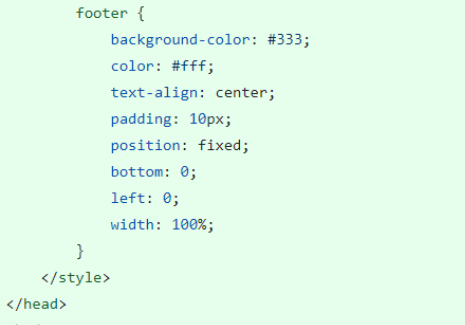 footer {
background-color: #333;
color: #fff;
text-align: center;
padding: 10px;
position: fixed;
bottom: 0;
left: 0;
width: 100%;
}
</style>
</head>